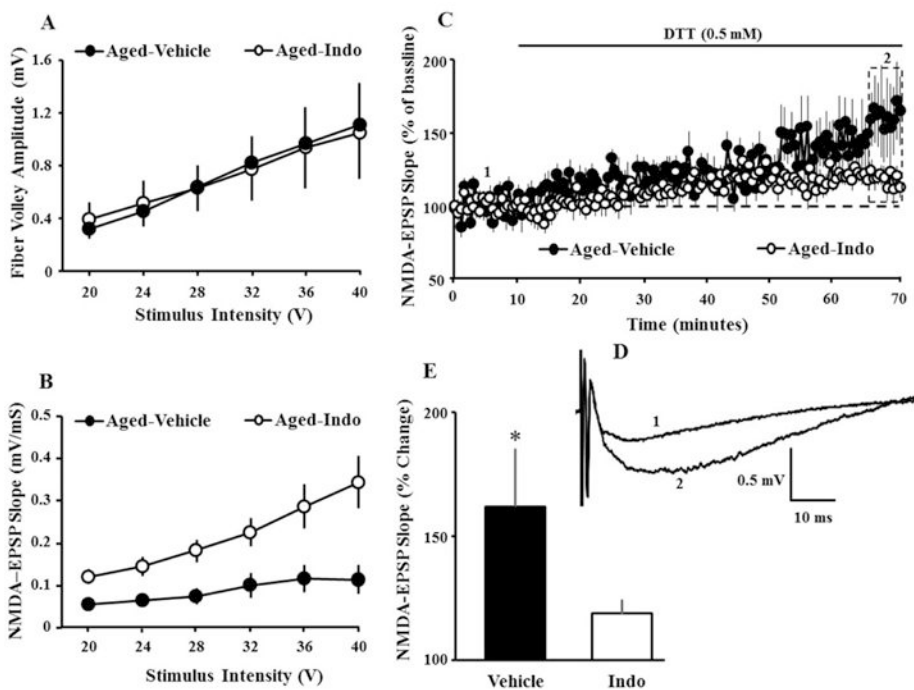 A
Aged-Vehicle Aged-Indo
Fiber Volley Amplitude (mV)
1.6
1.2
0.8
0.4
0
20 24 28 32 36 40
Stimulus Intensity (V)
B
Aged-Vehicle Aged-Indo
NMDA–EPSP Slope (mV/mS)
0.5
0.4
0.3
0.2
0.1
0
20 24 28 32 36 40
Stimulus Intensity (V)
C
DTT (0.5 mM)
NMDA-EPSP Slope (% of bassline)
200
150
100
50
1
2
Aged-Vehicle Aged-Indo
0 10 20 30 40 50 60 70
Time (minutes)
D
1
2
0.5 mV
10 ms
E
NMDA-EPSP Slope (% Change)
200
150
100
*
Vehicle Indo